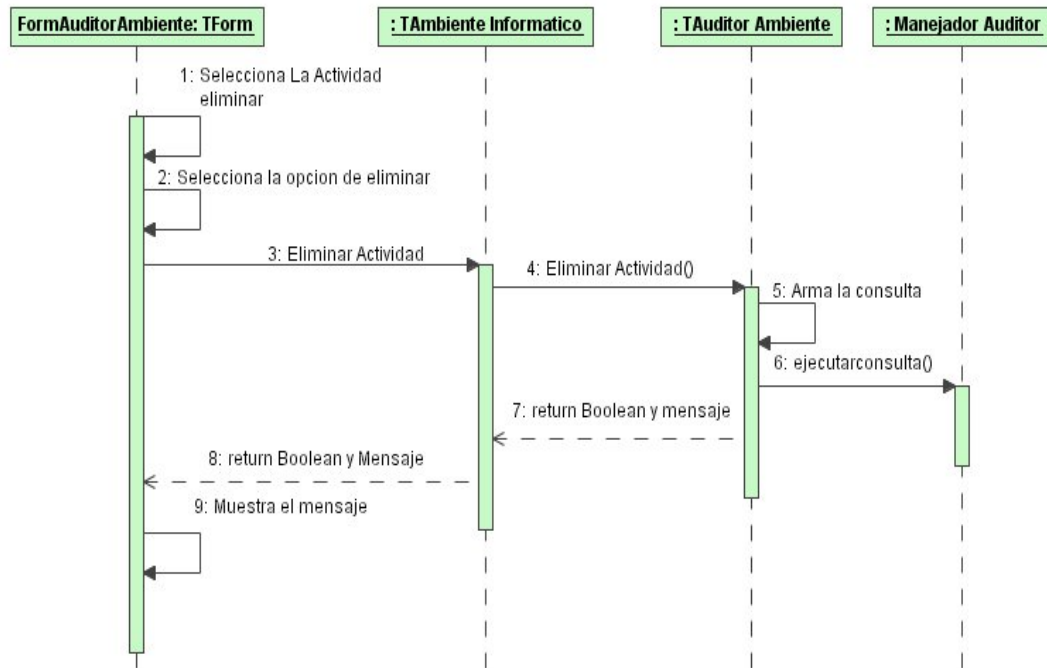 FormAuditorAmbiente: TForm
: TAmbiente Informatico
: TAuditor Ambiente
: Manejador Auditor
1: Selecciona La Actividad
eliminar
2: Selecciona la opcion de eliminar
3: Eliminar Actividad
4: Eliminar Actividad()
5: Arma la consulta
6: ejecutarconsulta()
7: return Boolean y mensaje
8: return Boolean y Mensaje
9: Muestra el mensaje